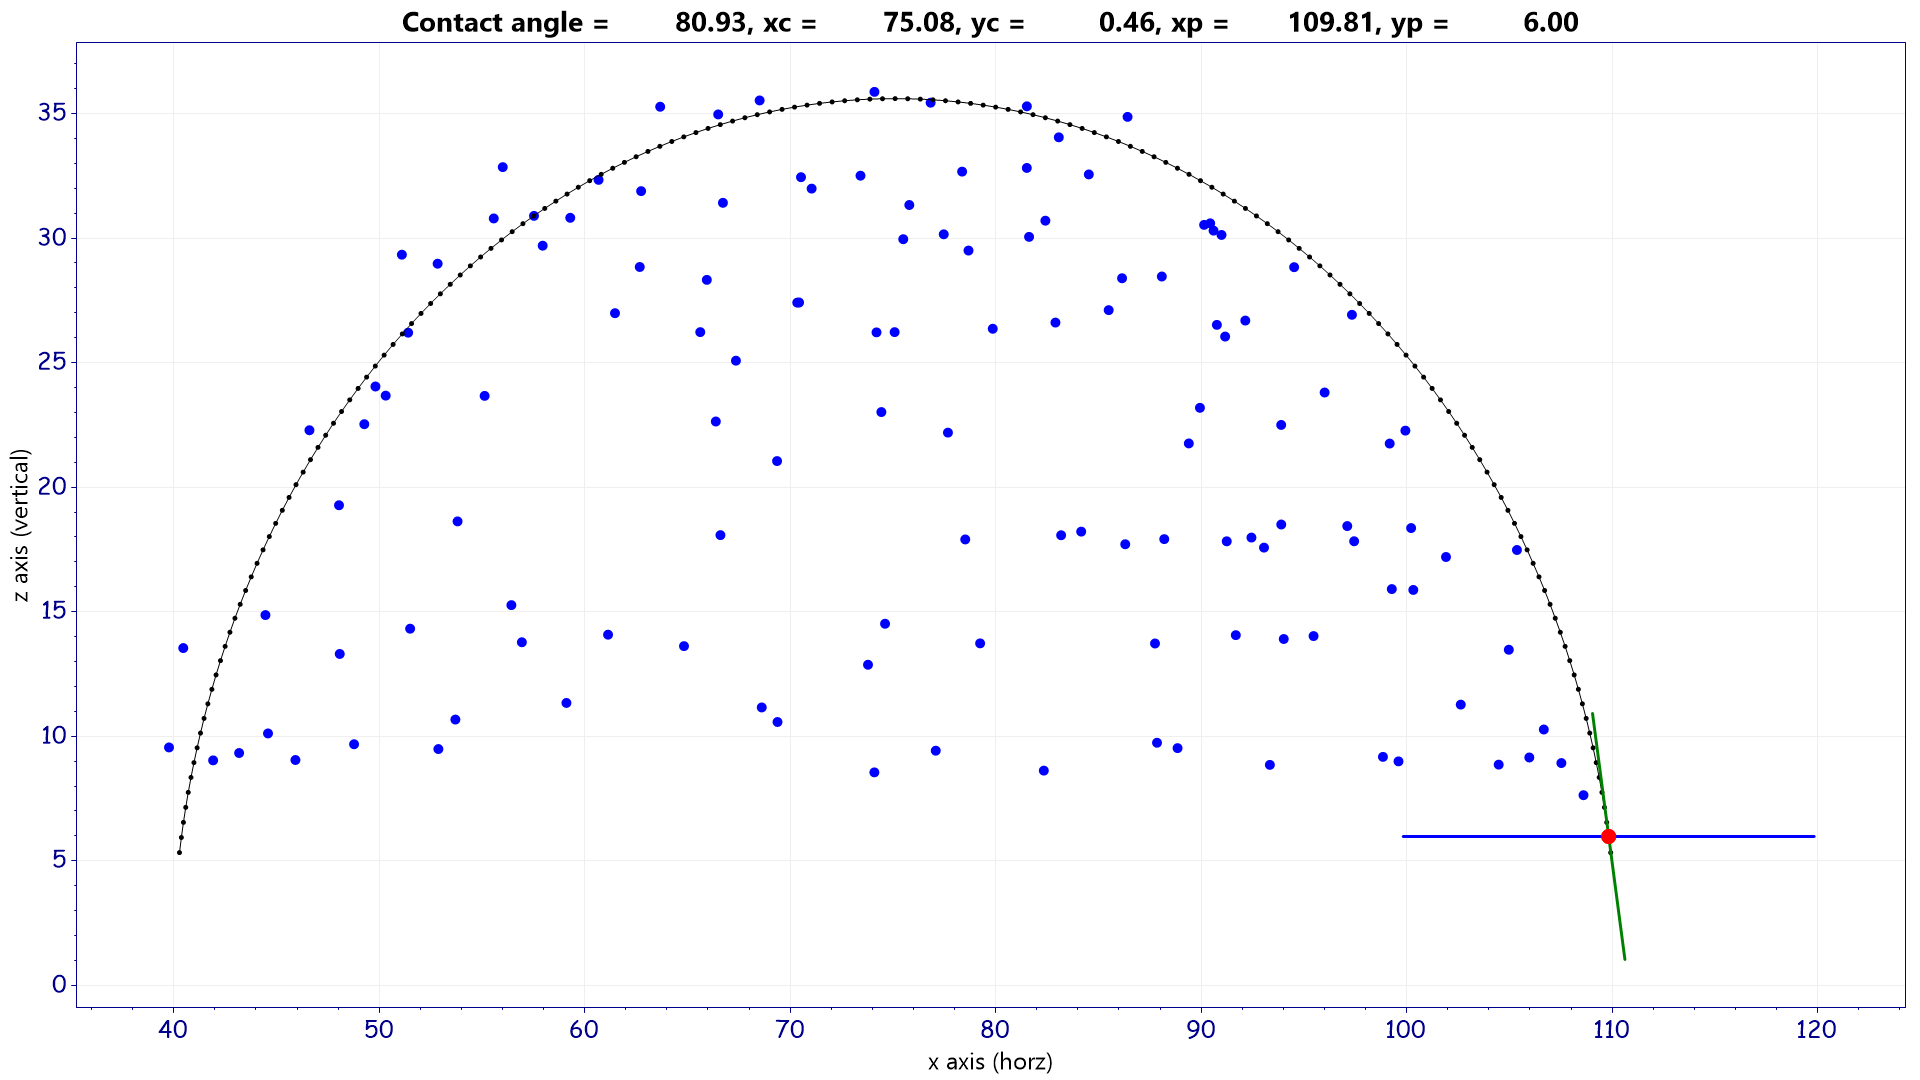 Contact angle = 80.93, xc = 75.08, yc = 0.46, xp = 109.81, yp = 6.00
z axis (vertical)
35
30
25
20
15
10
5
0
40 50 60 70 80 90 100 110 120
x axis (horz)